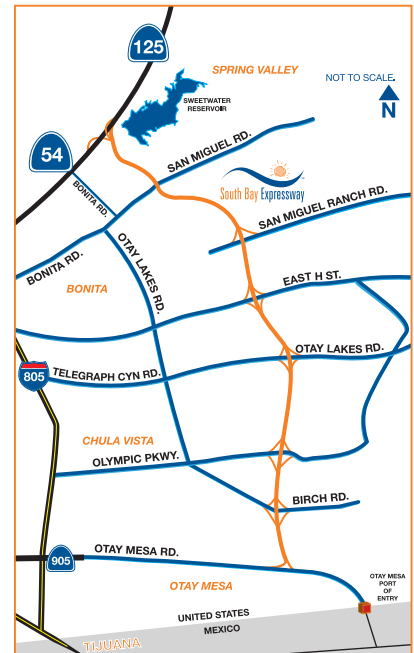 125
SPRING VALLEY
NOT TO SCALE.
N
SWEETWATER
RESERVOIR
54
SAN MIGUEL RD.
BONITA RD.
South Bay Expressway
SAN MIGUEL RANCH RD.
BONITA RD.
OTAY LAKES RD.
BONITA
EAST H ST.
OTAY LAKES RD.
805
TELEGRAPH CYN RD.
CHULA VISTA
OLYMPIC PKWY.
BIRCH RD.
905
OTAY MESA RD.
OTAY MESA
OTAY MESA
PORT
OF
ENTRY
UNITED STATES
MEXICO
TIJUANA